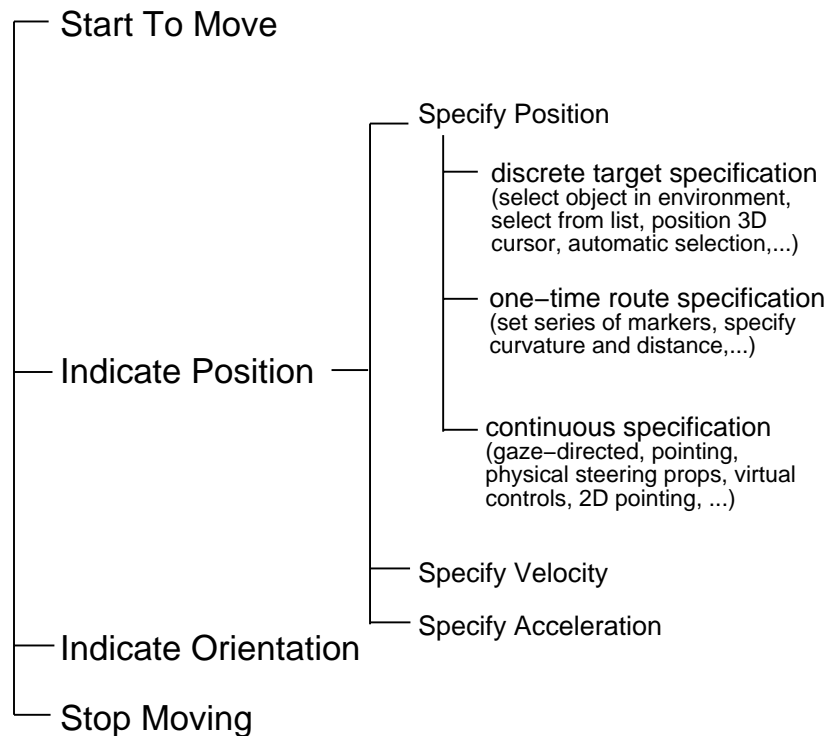 Start To Move
Specify Position
discrete target specification
(select object in environment,
select from list, position 3D
cursor, automatic selection,...)
one−time route specification
(set series of markers, specify
curvature and distance,...)
Indicate Position
continuous specification
(gaze−directed, pointing,
physical steering props, virtual
controls, 2D pointing, ...)
Specify Velocity
Specify Acceleration
Indicate Orientation
Stop Moving